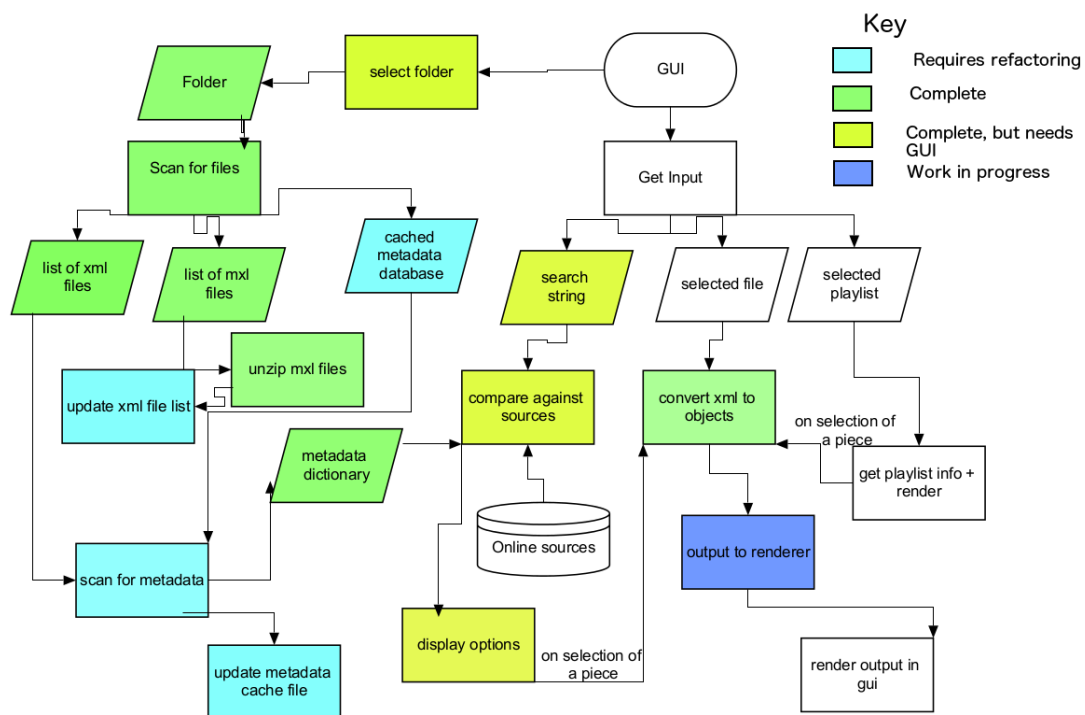 Key
Requires refactoring
Complete
Complete, but needs
GUI
Work in progress
GUI
select folder
Folder
Scan for files
Get Input
list of xml
files
list of mxl
files
cached
metadata
database
search
string
selected file
selected
playlist
unzip mxl files
update xml file list
compare against
sources
convert xml to
objects
on selection of
a piece
metadata
dictionary
get playlist info +
render
Online sources
output to renderer
scan for metadata
display options
on selection of
a piece
render output in
gui
update metadata
cache file